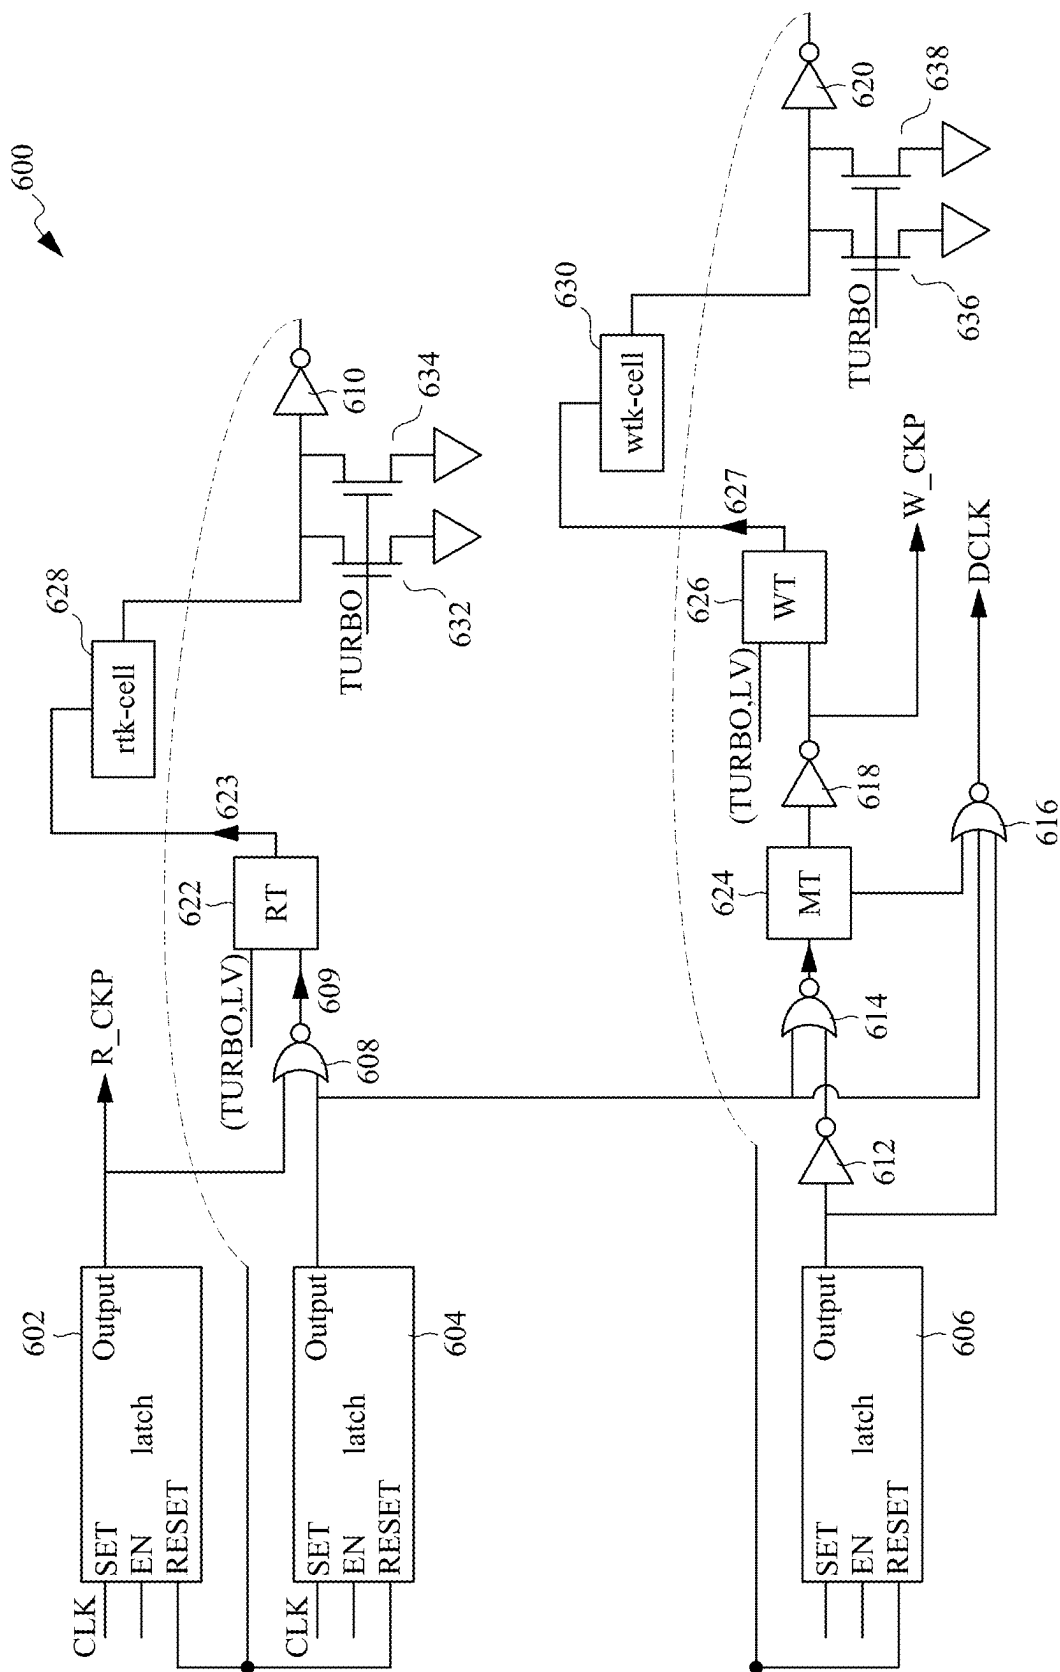 600
602
CLK
SET
EN
RESET
latch
Output
R_CKP
604
CLK
SET
EN
RESET
latch
Output
608
609
(TURBO,LV)
622
RT
623
628
rtk-cell
TURBO
632
634
610
606
SET
EN
RESET
latch
Output
612
614
624
MT
616
DCLK
618
W_CKP
(TURBO,LV)
626
WT
627
630
wtk-cell
TURBO
636
638
620